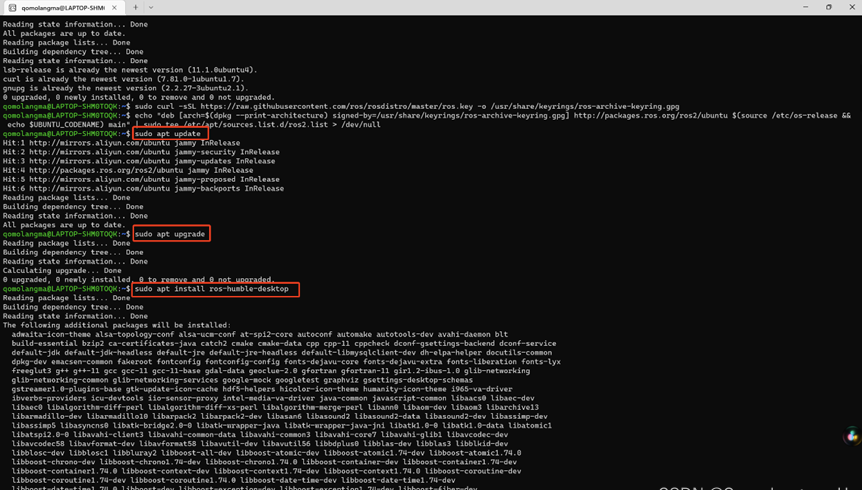 qomolangma@LAPTOP-SHM0TOQK
Reading state information... Done
All packages are up to date.
Reading package lists... Done
Building dependency tree... Done
Reading state information... Done
lsb-release is already the newest version (11.1.0ubuntu4).
curl is already the newest version (7.81.0-1ubuntu1.7).
gnupg is already the newest version (2.2.27-3ubuntu2.1).
0 upgraded, 0 newly installed, 0 to remove and 0 not upgraded.
qomolangma@LAPTOP-SHM0TOQK:~$ sudo curl -sSL https://raw.githubusercontent.com/ros/rosdistro/master/ros.key -o /usr/share/keyrings/ros-archive-keyring.gpg
qomolangma@LAPTOP-SHM0TOQK:~$ echo "deb [arch=$(dpkg --print-architecture) signed-by=/usr/share/keyrings/ros-archive-keyring.gpg] http://packages.ros.org/ros2/ubuntu $(source /etc/os-release &&
echo $UBUNTU_CODENAME) main" | sudo tee /etc/apt/sources.list.d/ros2.list > /dev/null
qomolangma@LAPTOP-SHM0TOQK:~$ sudo apt update
Hit:1 http://mirrors.aliyun.com/ubuntu jammy InRelease
Hit:2 http://mirrors.aliyun.com/ubuntu jammy-security InRelease
Hit:3 http://mirrors.aliyun.com/ubuntu jammy-updates InRelease
Hit:4 http://packages.ros.org/ros2/ubuntu jammy InRelease
Hit:5 http://mirrors.aliyun.com/ubuntu jammy-proposed InRelease
Hit:6 http://mirrors.aliyun.com/ubuntu jammy-backports InRelease
Reading package lists... Done
Building dependency tree... Done
Reading state information... Done
All packages are up to date.
qomolangma@LAPTOP-SHM0TOQK:~$ sudo apt upgrade
Reading package lists... Done
Building dependency tree... Done
Reading state information... Done
Calculating upgrade... Done
0 upgraded, 0 newly installed, 0 to remove and 0 not upgraded.
qomolangma@LAPTOP-SHM0TOQK:~$ sudo apt install ros-humble-desktop
Reading package lists... Done
Building dependency tree... Done
Reading state information... Done
The following additional packages will be installed:
adwaita-icon-theme alsa-topology-conf alsa-ucm-conf at-spi2-core autoconf automake autotools-dev avahi-daemon blt
build-essential bzip2 ca-certificates-java catch2 cmake cmake-data cpp cpp-11 cppcheck dconf-gsettings-backend dconf-service
default-jdk default-jdk-headless default-jre default-jre-headless default-libmysqlclient-dev dh-elpa-helper docutils-common
dpkg-dev emacsen-common fakeroot fontconfig fontconfig-config fonts-dejavu-core fonts-dejavu-extra fonts-liberation fonts-lyx
freeglut3 g++ g++-11 gcc gcc-11 gcc-11-base gdal-data geoclue-2.0 gfortran gfortran-11 gir1.2-ibus-1.0 glib-networking
glib-networking-common glib-networking-services google-mock googletest graphviz gsettings-desktop-schemas
gstreamer1.0-plugins-base gtk-update-icon-cache hdf5-helpers hicolor-icon-theme humanity-icon-theme i965-va-driver
ibverbs-providers icu-devtools iio-sensor-proxy intel-media-va-driver java-common javascript-common libaacs0 libaec-dev
libaec0 libalgorithm-diff-perl libalgorithm-diff-xs-perl libalgorithm-merge-perl libann0 libaom-dev libaom3 libarchive13
libarmadillo-dev libarmadillo10 libarpack2 libarpack2-dev libasan6 libasound2 libasound2-data libasound2-dev libassimp-dev
libassimp5 libasyncns0 libatk-bridge2.0-0 libatk-wrapper-java libatk-wrapper-java-jni libatk1.0-0 libatk1.0-data libatomic1
libatspi2.0-0 libavahi-client3 libavahi-common-data libavahi-common3 libavahi-core7 libavahi-glib1 libavcodec-dev
libavcodec58 libavformat-dev libavformat58 libavutil-dev libavutil56 libbdplus0 libblas-dev libblas3 libblkid-dev
libblosc-dev libblosc1 libbluray2 libboost-all-dev libboost-atomic-dev libboost-atomic1.74-dev libboost-atomic1.74.0
libboost-chrono-dev libboost-chrono1.74-dev libboost-chrono1.74.0 libboost-container-dev libboost-container1.74-dev
libboost-container1.74.0 libboost-context-dev libboost-context1.74-dev libboost-context1.74.0 libboost-coroutine-dev
libboost-coroutine1.74-dev libboost-coroutine1.74.0 libboost-date-time-dev libboost-date-time1.74-dev